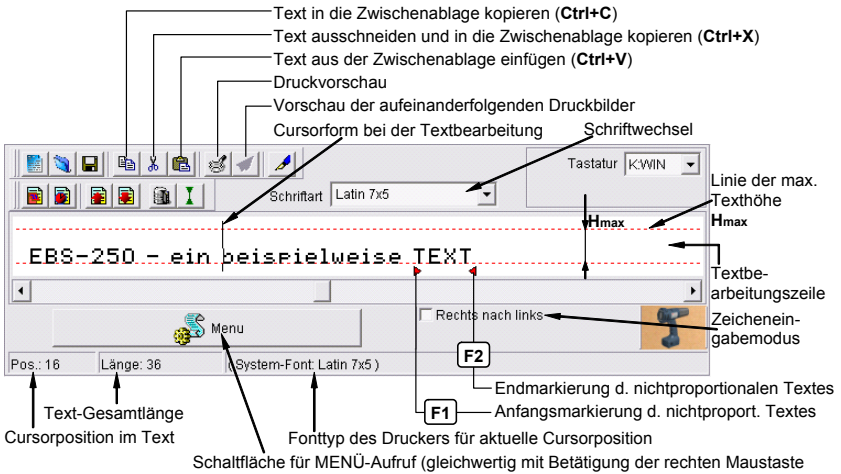 Text in die Zwischenablage kopieren (Ctrl+C)
Text ausschneiden und in die Zwischenablage kopieren (Ctrl+X)
Text aus der Zwischenablage einfügen (Ctrl+V)
Druckvorschau
Vorschau der aufeinanderfolgenden Druckbilder
Cursorform bei der Textbearbeitung
Schriftwechsel
Tastatur K:WIN
Schriftart Latin 7x5
Linie der max.
Texthöhe
Hmax
Hmax
EBS-250 - ein beispielweise TEXT
Textbe-
arbeitungszeile
Menu
Rechts nach links
Zeichenein-
gabemodus
F2
Pos.: 16
Länge: 36
( System-Font: Latin 7x5 )
Endmarkierung d. nichtproportionalen Textes
F1
Anfangsmarkierung d. nichtproport. Textes
Text-Gesamtlänge
Cursorposition im Text
Fonttyp des Druckers für aktuelle Cursorposition
Schaltfläche für MENÜ-Aufruf (gleichwertig mit Betätigung der rechten Maustaste